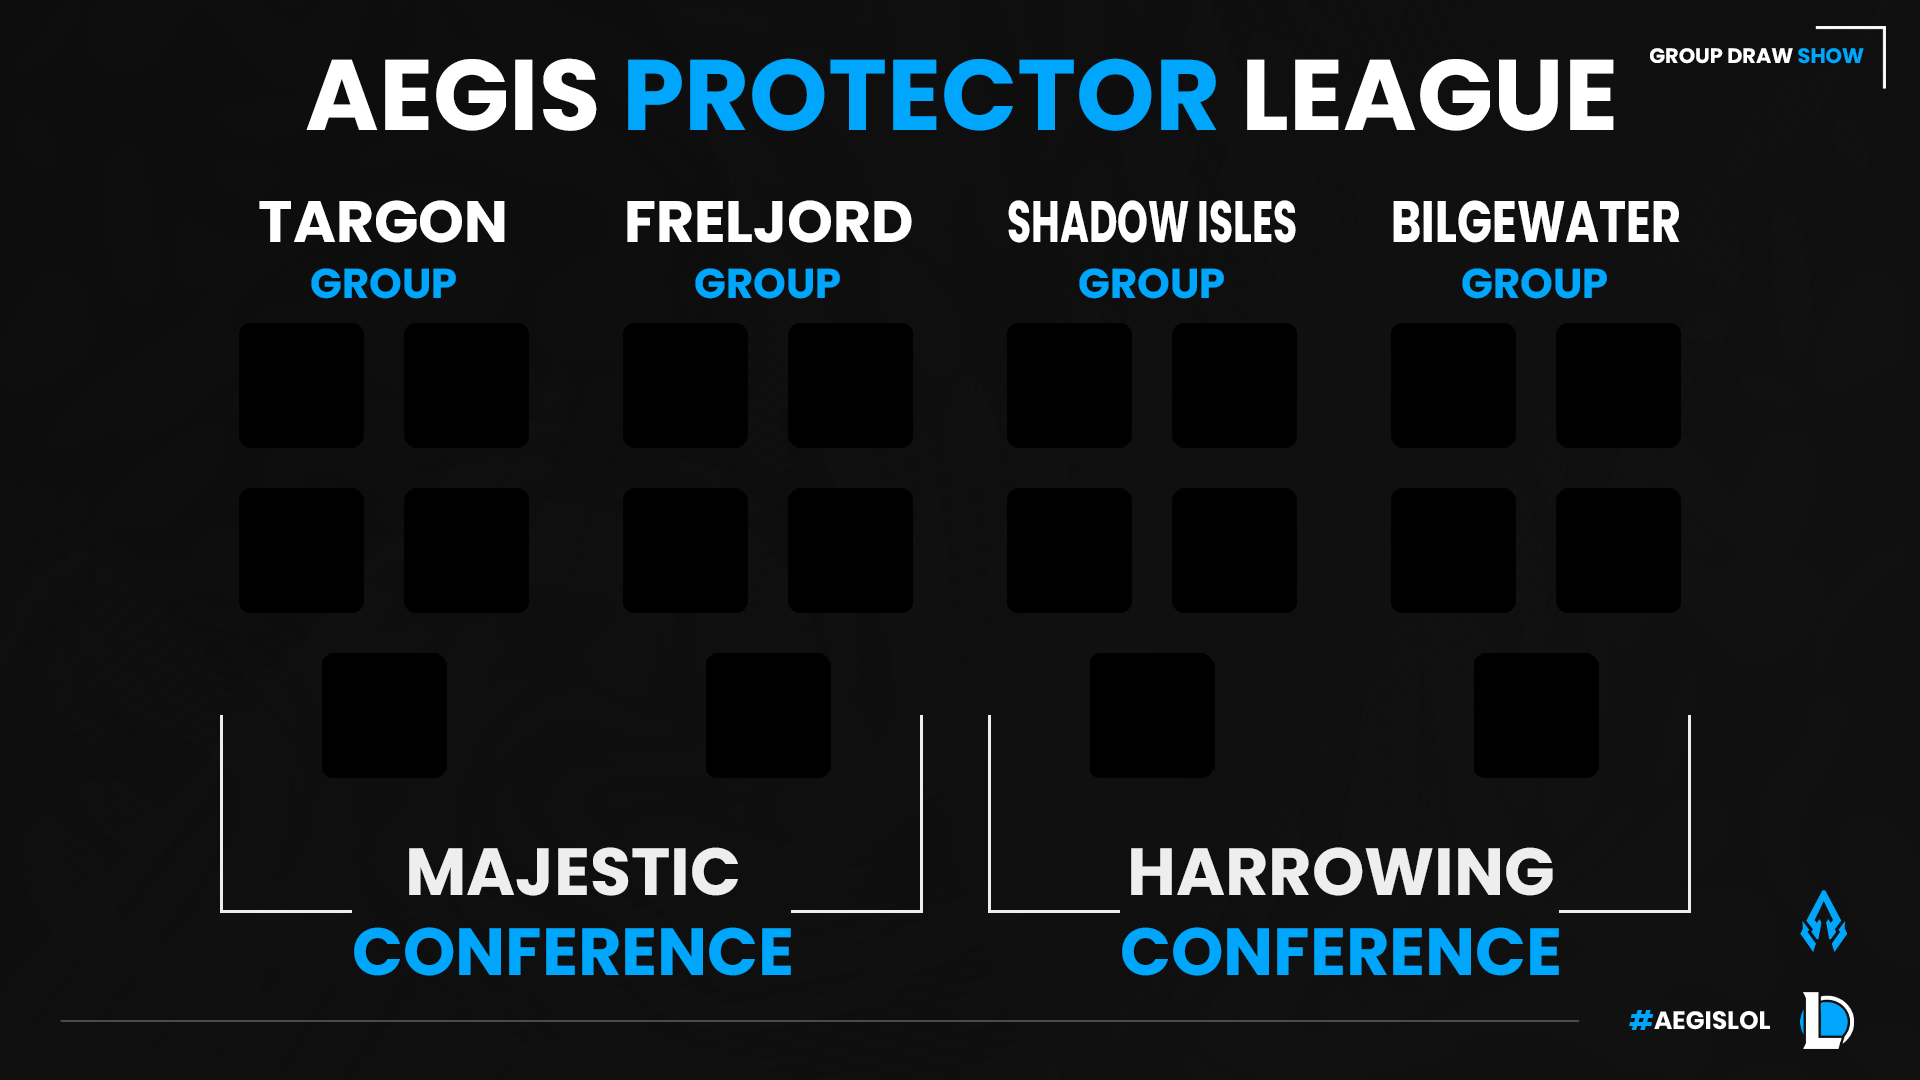 AEGIS PROTECTOR LEAGUE
GROUP DRAW SHOW
TARGON
GROUP
FRELJORD
GROUP
SHADOW ISLES
GROUP
BILGEWATER
GROUP
MAJESTIC
CONFERENCE
HARROWING
CONFERENCE
#AEGISLOL